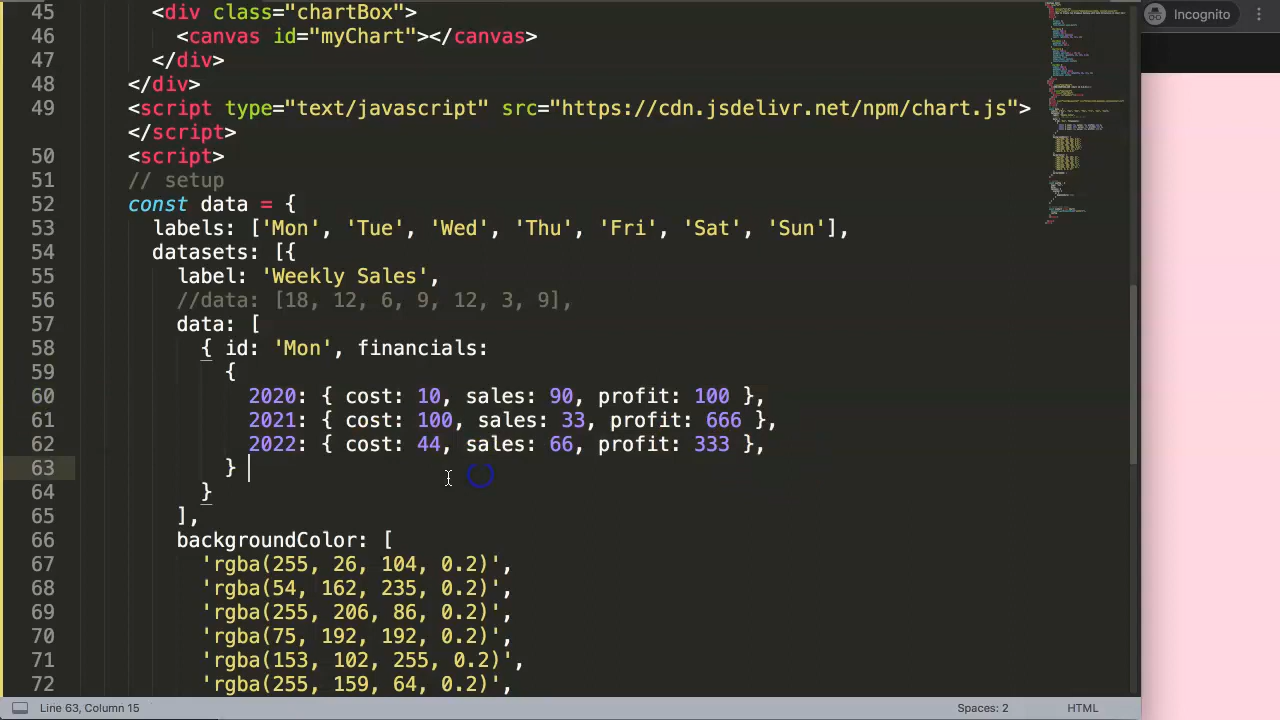 Incognito
45 <div class="chartBox">
46 <canvas id="myChart"></canvas>
47 </div>
48 </div>
49 <script type="text/javascript" src="https://cdn.jsdelivr.net/npm/chart.js">
</script>
50 <script>
51 // setup
52 const data = {
53 labels: ['Mon', 'Tue', 'Wed', 'Thu', 'Fri', 'Sat', 'Sun'],
54 datasets: [{
55 label: 'Weekly Sales',
56 //data: [18, 12, 6, 9, 12, 3, 9],
57 data: [
58 { id: 'Mon', financials:
59 {
60 2020: { cost: 10, sales: 90, profit: 100 },
61 2021: { cost: 100, sales: 33, profit: 666 },
62 2022: { cost: 44, sales: 66, profit: 333 },
63 }
64 }
65 ],
66 backgroundColor: [
67 'rgba(255, 26, 104, 0.2)',
68 'rgba(54, 162, 235, 0.2)',
69 'rgba(255, 206, 86, 0.2)',
70 'rgba(75, 192, 192, 0.2)',
71 'rgba(153, 102, 255, 0.2)',
72 'rgba(255, 159, 64, 0.2)',
Line 63, Column 15 Spaces: 2 HTML